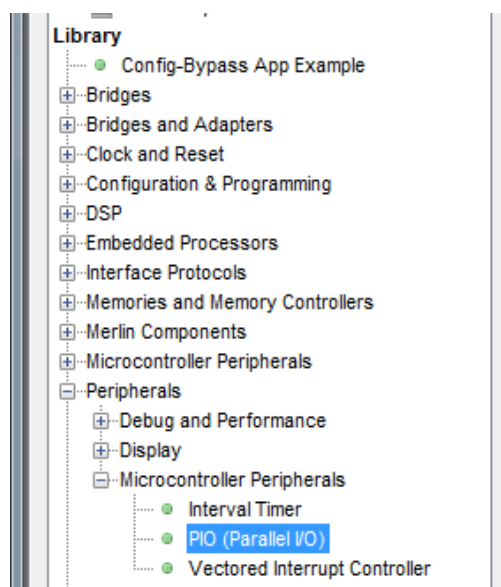 Library
Config-Bypass App Example
Bridges
Bridges and Adapters
Clock and Reset
Configuration & Programming
DSP
Embedded Processors
Interface Protocols
Memories and Memory Controllers
Merlin Components
Microcontroller Peripherals
Peripherals
Debug and Performance
Display
Microcontroller Peripherals
Interval Timer
PIO (Parallel I/O)
Vectored Interrupt Controller